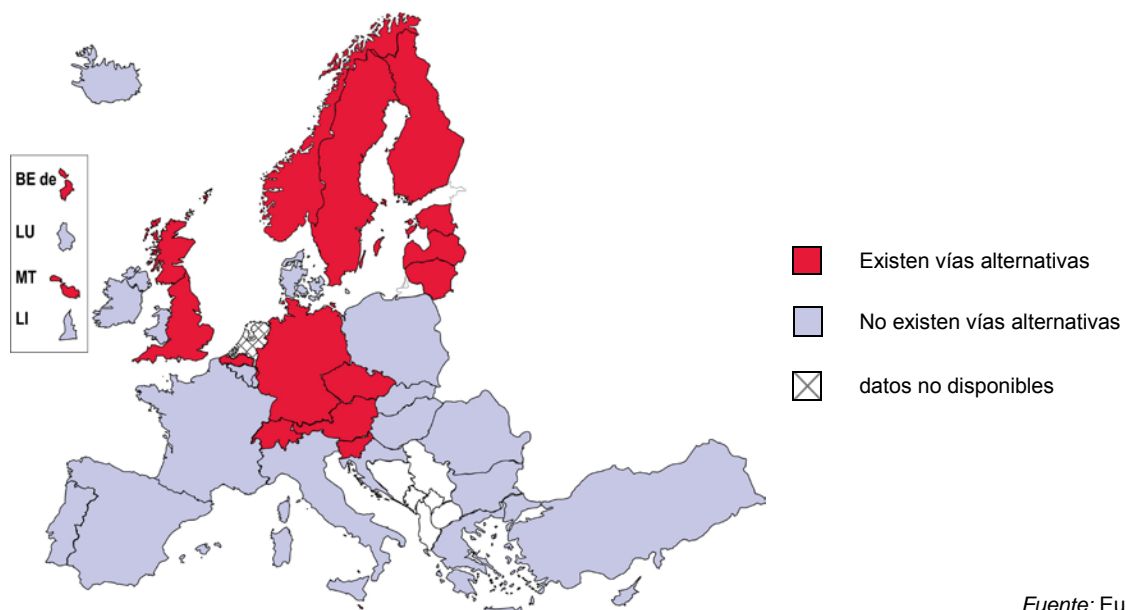 BE de
LU
MT
LI
Existen vías alternativas
No existen vías alternativas
datos no disponibles
Fuente: Eu